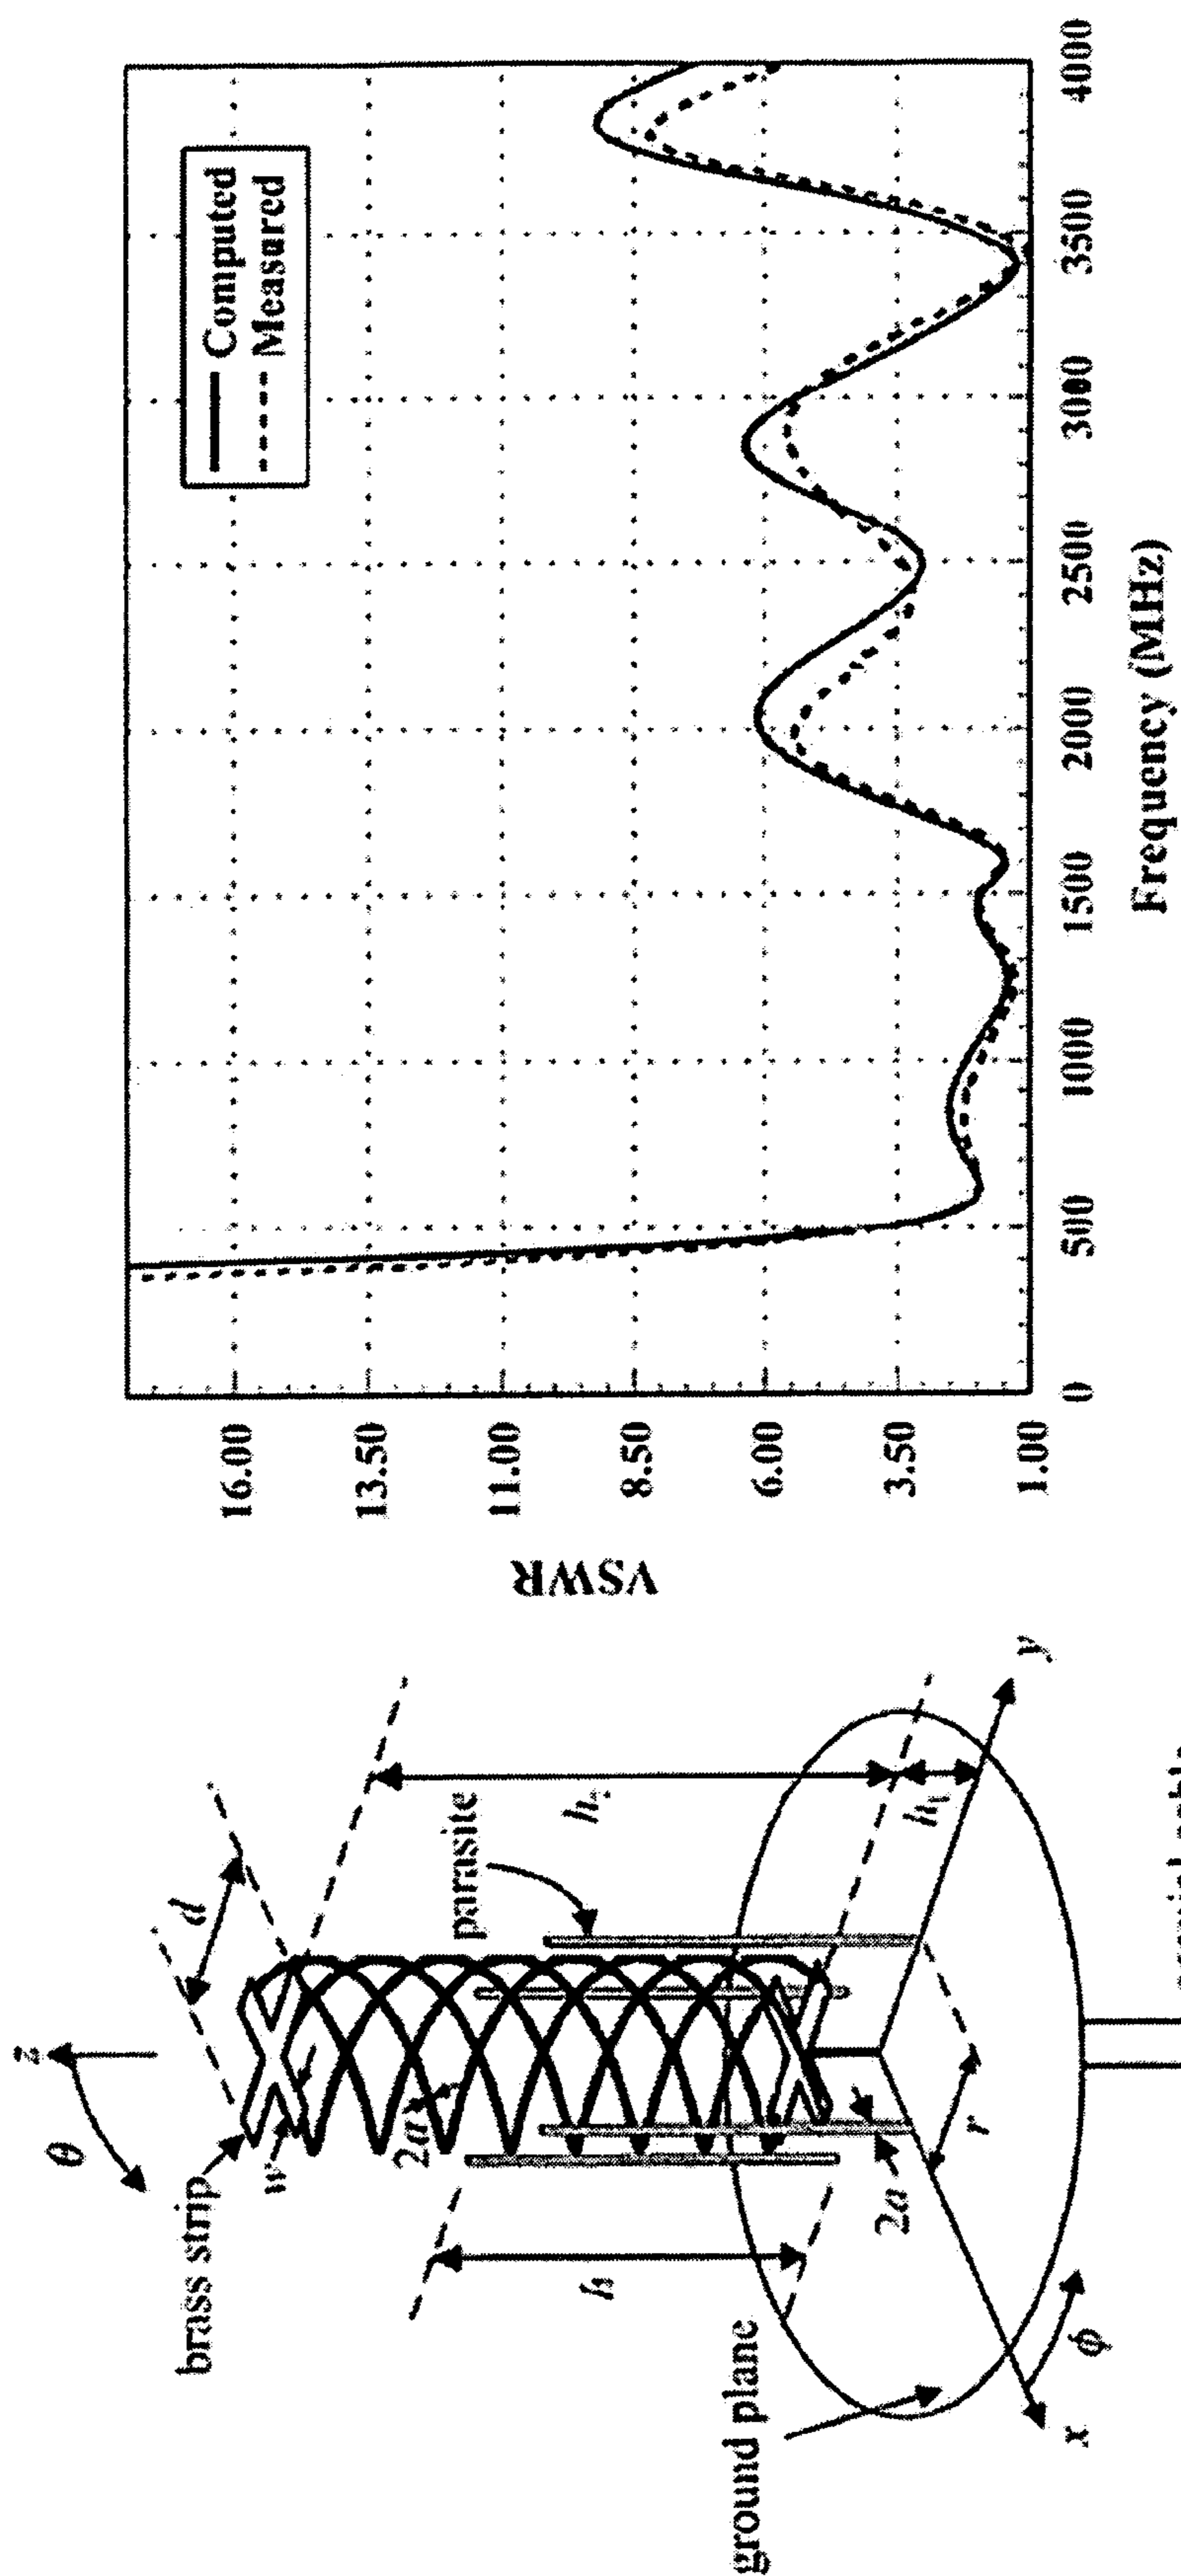 z
θ
brass strip
w
d
2a
parasite
h
ground plane
2a
r
x
ϕ
y
VSWR
16.00
13.50
11.00
8.50
6.00
3.50
1.00
0
500
1000
1500
2000
2500
3000
3500
4000
Frequency (MHz)
Computed
Measured